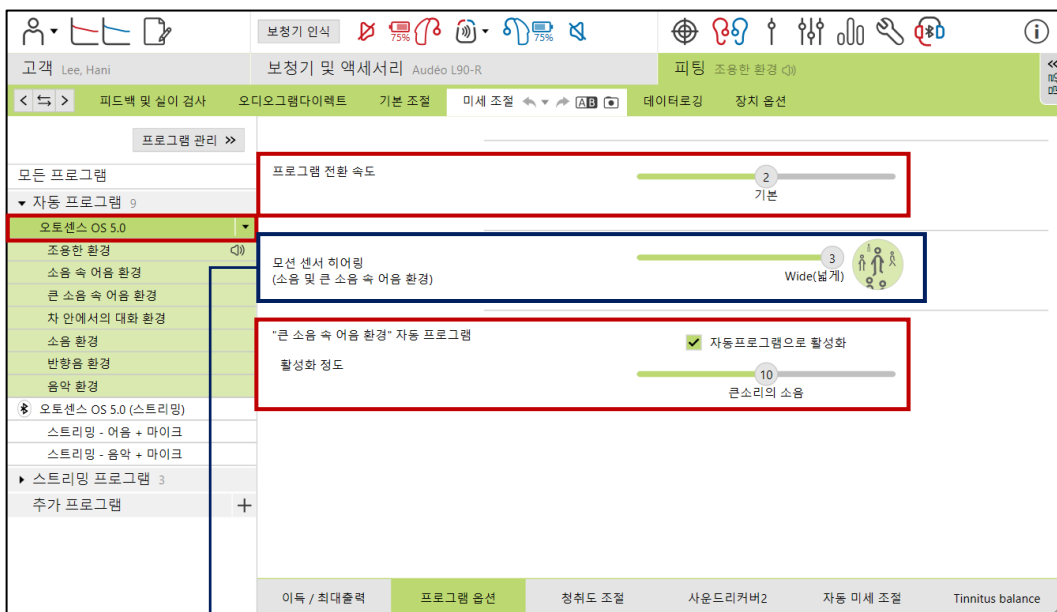 보청기 인식
75%
75%
고객 Lee, Hani
보청기 및 액세서리 Audéo L90-R
피팅 조용한 환경
피드백 및 실이 검사
오디오그램다이렉트
기본 조절
미세 조절
AB
데이터로깅
장치 옵션
프로그램 관리
모든 프로그램
자동 프로그램 9
오토센스 OS 5.0
조용한 환경
소음 속 어음 환경
큰 소음 속 어음 환경
차 안에서의 대화 환경
소음 환경
반향음 환경
음악 환경
오토센스 OS 5.0 (스트리밍)
스트리밍 - 어음 + 마이크
스트리밍 - 음악 + 마이크
스트리밍 프로그램 3
추가 프로그램
프로그램 전환 속도
2
기본
모션 센서 히어링
(소음 및 큰 소음 속 어음 환경)
3
Wide(넓게)
"큰 소음 속 어음 환경" 자동 프로그램
자동프로그램으로 활성화
활성화 정도
10
큰소리의 소음
이득 / 최대출력
프로그램 옵션
청취도 조절
사운드리커버2
자동 미세 조절
Tinnitus balance